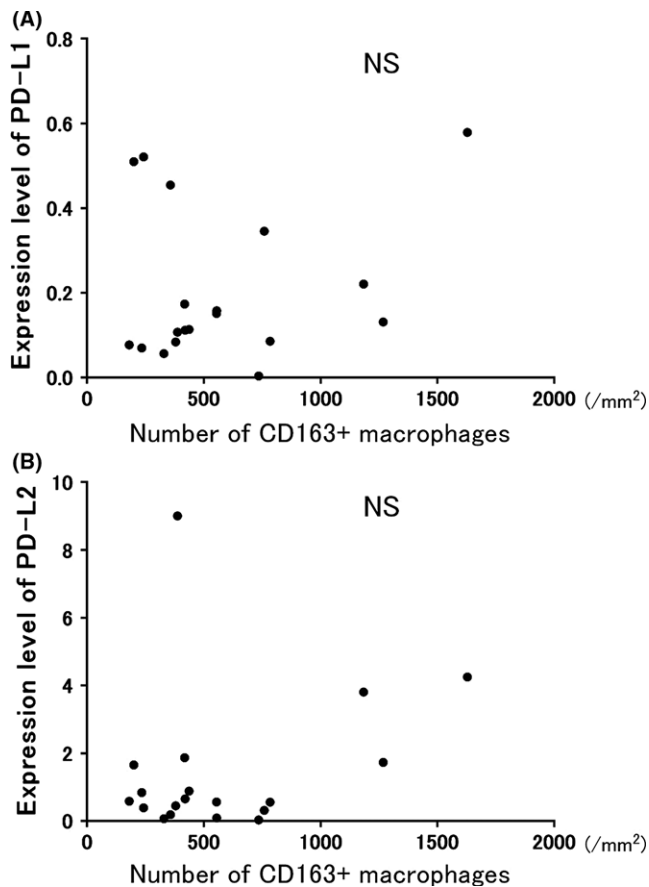 (A)
Expression level of PD-L1
0.8
0.6
0.4
0.2
0.0
NS
0 500 1000 1500 2000 (/mm²)
Number of CD163+ macrophages
(B)
Expression level of PD-L2
10
8
6
4
2
0
NS
0 500 1000 1500 2000 (/mm²)
Number of CD163+ macrophages